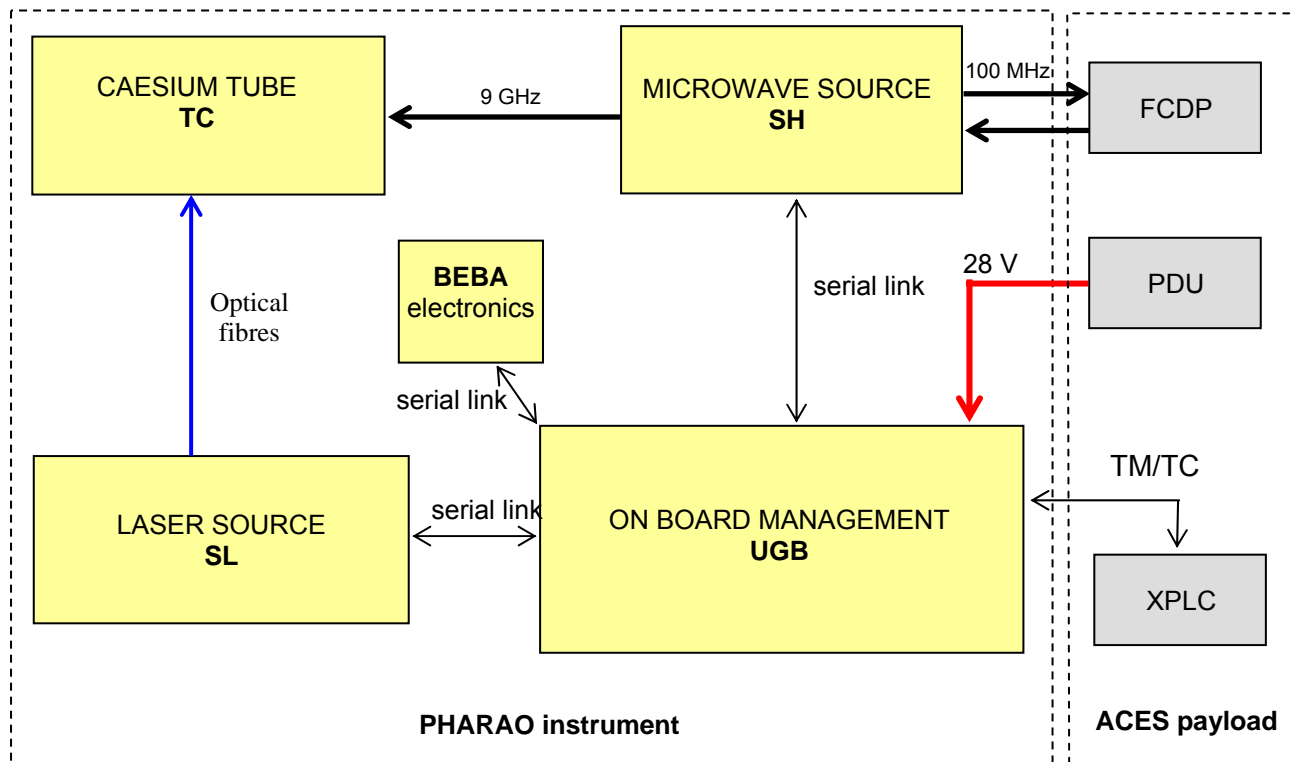 CAESIUM TUBE
TC
9 GHz
MICROWAVE SOURCE
SH
100 MHz
FCDP
BEBA
electronics
Optical
fibres
serial link
28 V
PDU
serial link
LASER SOURCE
SL
serial link
ON BOARD MANAGEMENT
UGB
TM/TC
XPLC
PHARAO instrument
ACES payload